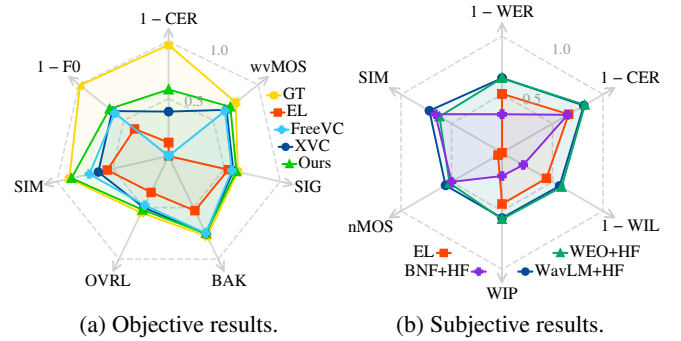 1 − CER
1.0
1 − F0
wvMOS
0.5
GT
EL
FreeVC
XVC
Ours
SIM
SIG
OVRL
BAK
(a) Objective results.
1 − WER
1.0
SIM
1 − CER
0.5
nMOS
1 − WIL
WIP
EL
WEO+HF
BNF+HF
WavLM+HF
(b) Subjective results.